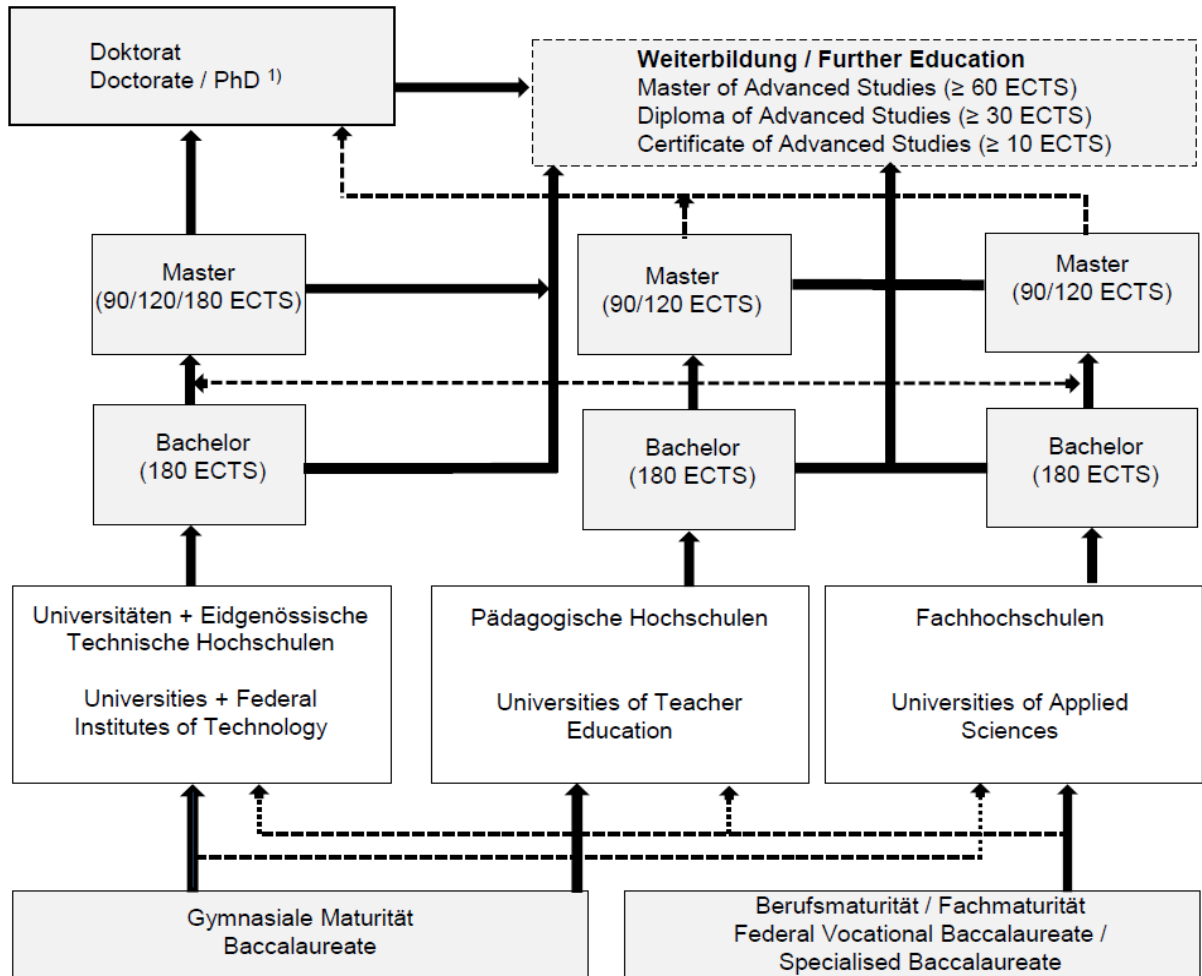 Doktorat
Doctorate / PhD 1)
Weiterbildung / Further Education
Master of Advanced Studies (≥ 60 ECTS)
Diploma of Advanced Studies (≥ 30 ECTS)
Certificate of Advanced Studies (≥ 10 ECTS)
Master
(90/120/180 ECTS)
Master
(90/120 ECTS)
Master
(90/120 ECTS)
Bachelor
(180 ECTS)
Bachelor
(180 ECTS)
Bachelor
(180 ECTS)
Universitäten + Eidgenössische
Technische Hochschulen
Universities + Federal
Institutes of Technology
Pädagogische Hochschulen
Universities of Teacher
Education
Fachhochschulen
Universities of Applied
Sciences
Gymnasiale Maturität
Baccalaureate
Berufsmaturität / Fachmaturität
Federal Vocational Baccalaureate /
Specialised Baccalaureate